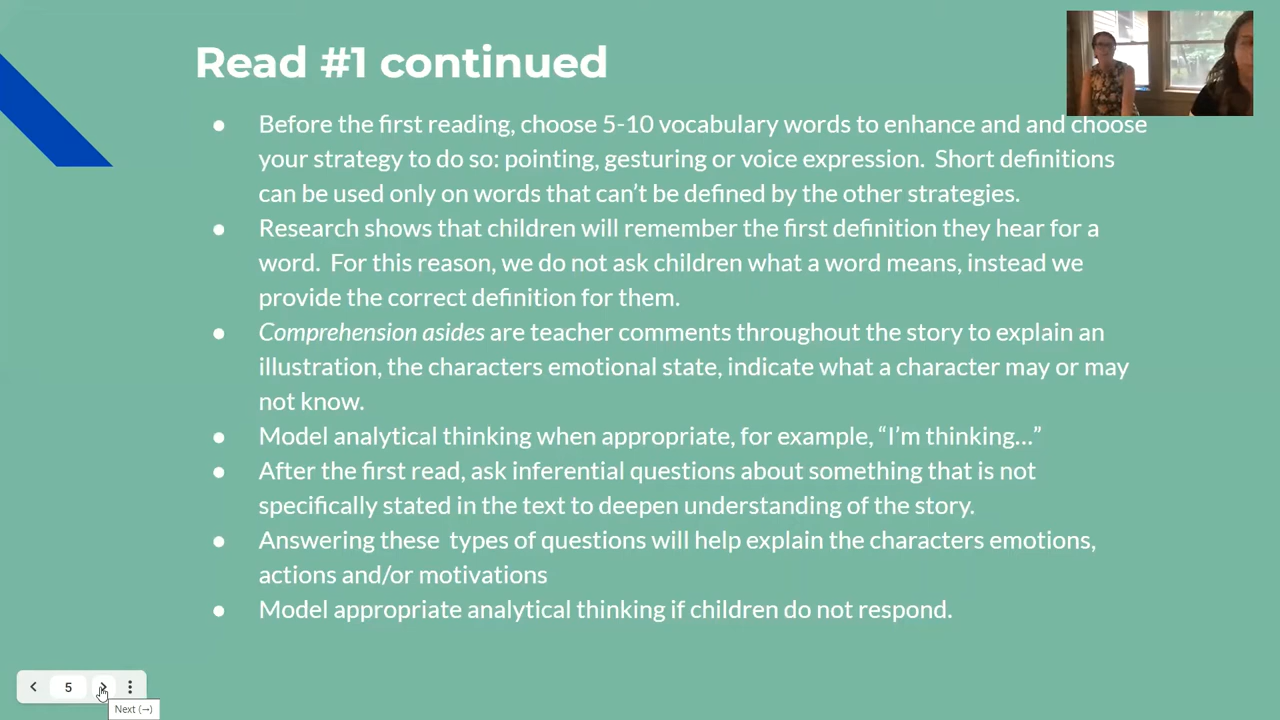 Read #1 continued
● Before the first reading, choose 5-10 vocabulary words to enhance and and choose
your strategy to do so: pointing, gesturing or voice expression.  Short definitions
can be used only on words that can’t be defined by the other strategies.
● Research shows that children will remember the first definition they hear for a
word.  For this reason, we do not ask children what a word means, instead we
provide the correct definition for them.
● Comprehension asides are teacher comments throughout the story to explain an
illustration, the characters emotional state, indicate what a character may or may
not know.
● Model analytical thinking when appropriate, for example, “I’m thinking...”
● After the first read, ask inferential questions about something that is not
specifically stated in the text to deepen understanding of the story.
● Answering these  types of questions will help explain the characters emotions,
actions and/or motivations
● Model appropriate analytical thinking if children do not respond.
5
Next (→)